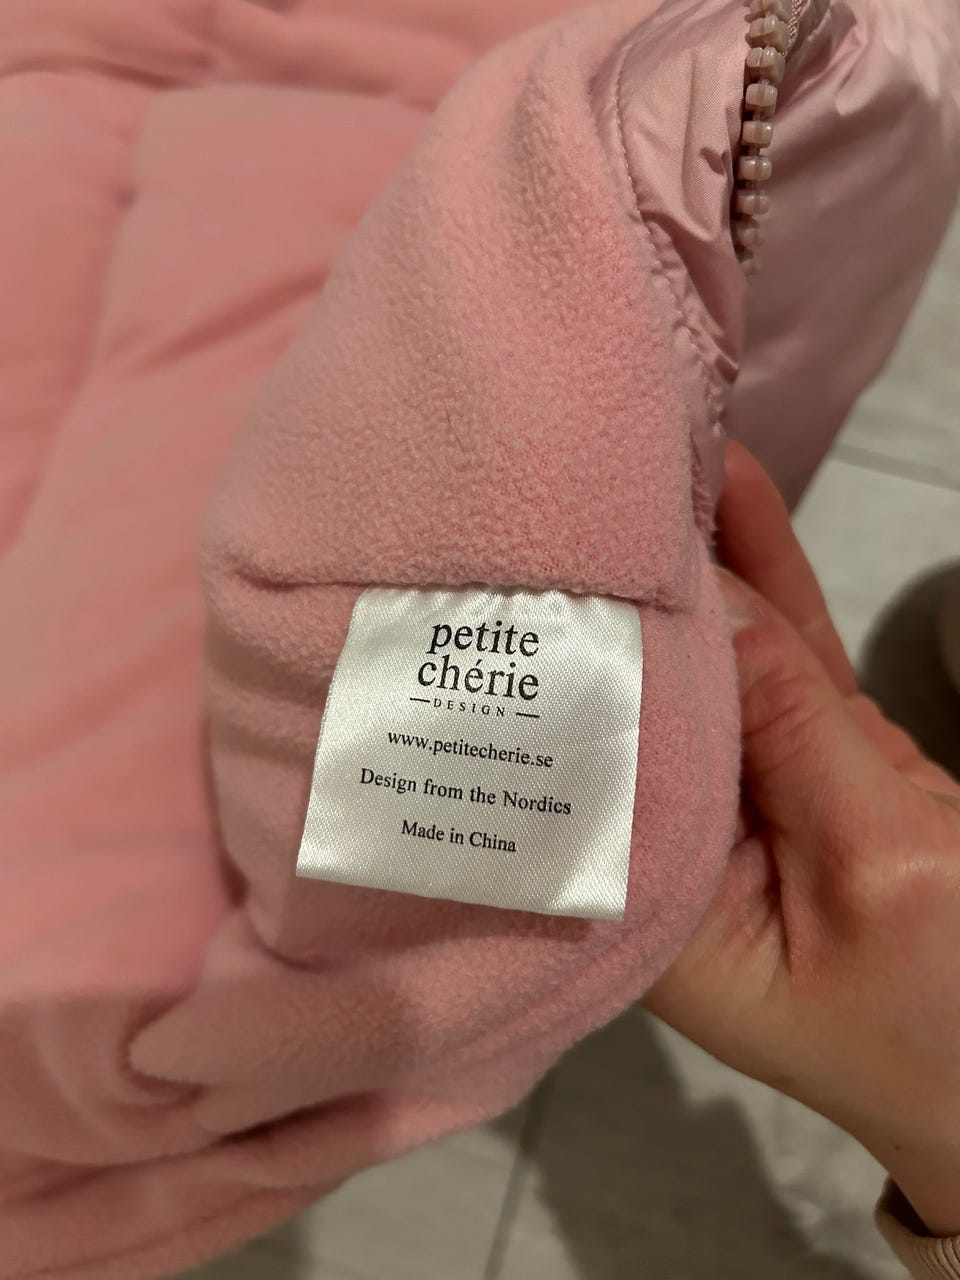 petite
chérie
DESIGN
www.petitecherie.se
Design from the Nordics
Made in China